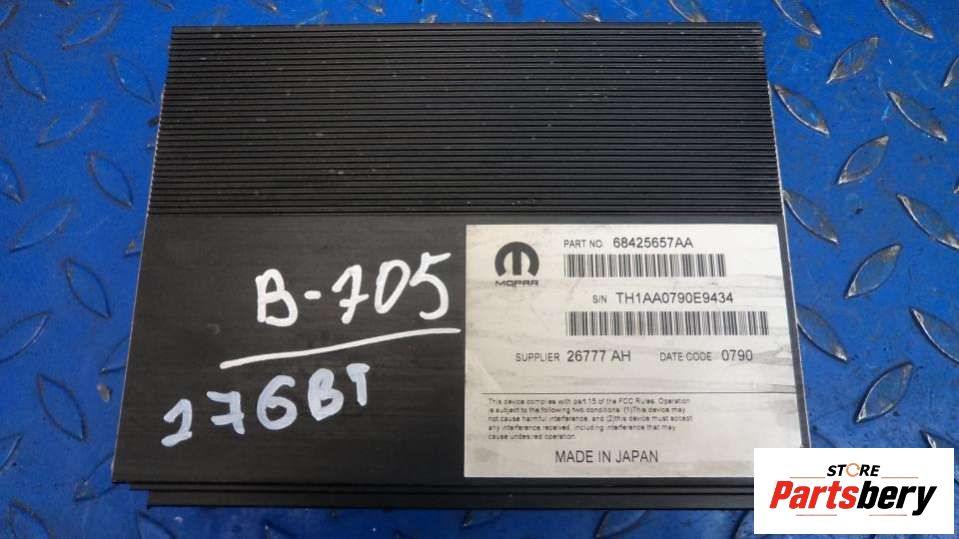 B-705
276BT
MOPAR
PART NO. 68425657AA
S/N TH1AA0790E9434
SUPPLIER 26777 AH DATE CODE 0790
This device complies with part 15 of the FCC Rules. Operation
is subject to the following two conditions. (1)This device may
not cause harmful interference, and (2)this device must accept
any interference received, including interference that may
cause undesired operation.
MADE IN JAPAN
STORE
Partsbery